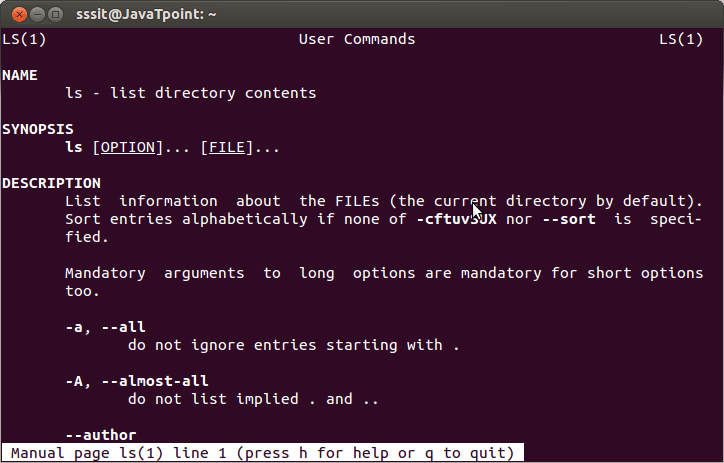 sssit@JavaTpoint: ~
LS(1) User Commands LS(1)
NAME
ls - list directory contents
SYNOPSIS
ls [OPTION]... [FILE]...
DESCRIPTION
List information about the FILEs (the current directory by default).
Sort entries alphabetically if none of -cftuvSUX nor --sort is speci-
fied.
Mandatory arguments to long options are mandatory for short options
too.
-a, --all
do not ignore entries starting with .
-A, --almost-all
do not list implied . and ..
--author
Manual page ls(1) line 1 (press h for help or q to quit)